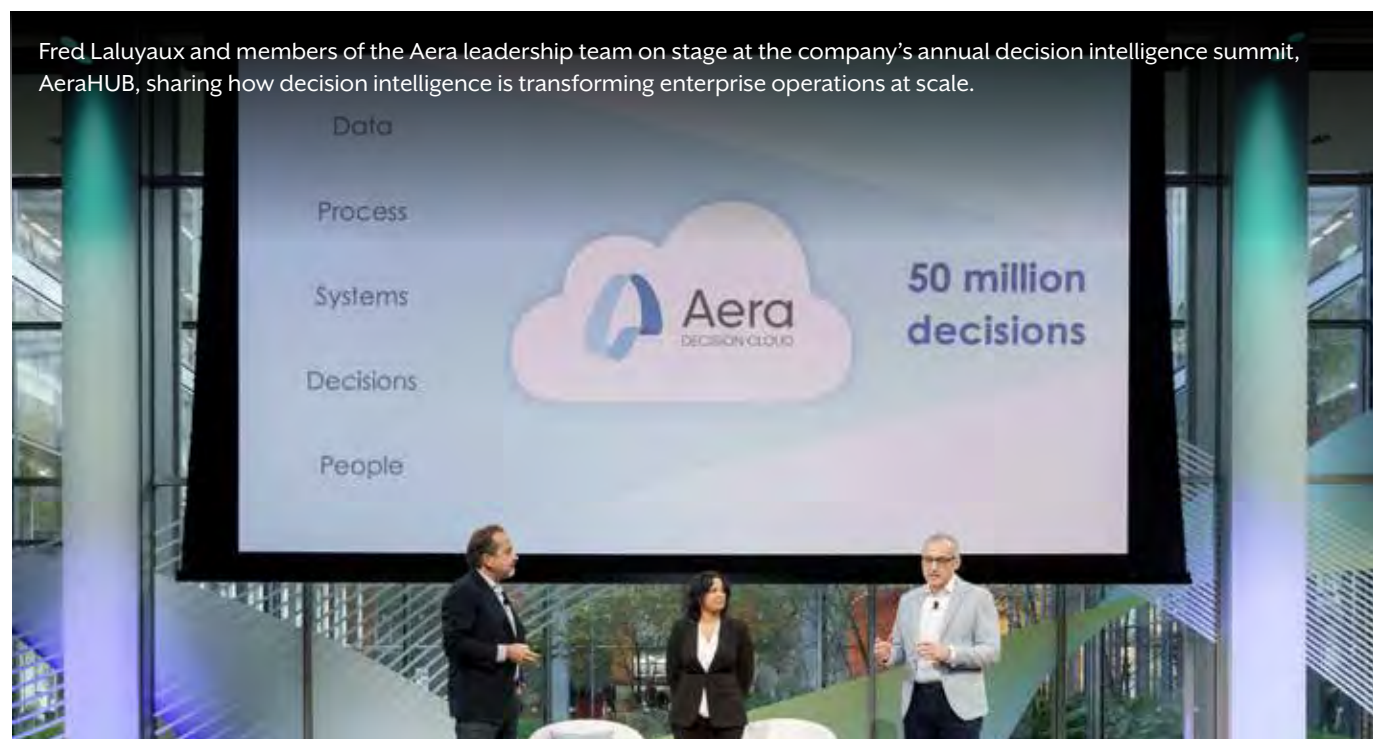 Fred Laluyaux and members of the Aera leadership team on stage at the company’s annual decision intelligence summit,
AeraHUB, sharing how decision intelligence is transforming enterprise operations at scale.
Data
Process
Systems
Decisions
People
Aera
DECISION CLOUD
50 million
decisions